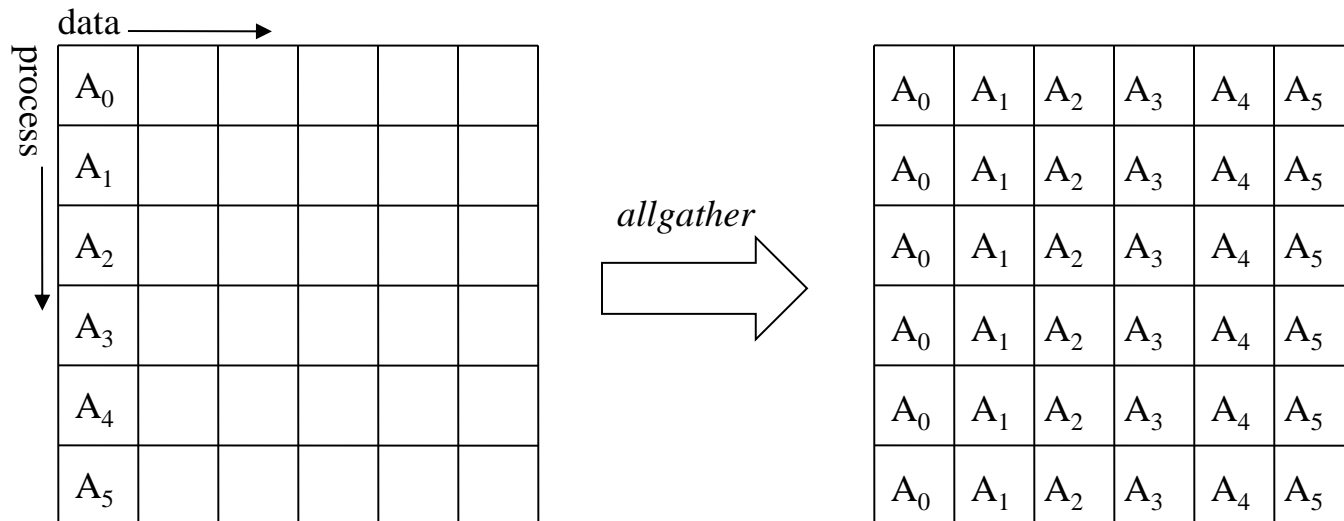 data
process
A₀ A₀ A₁ A₂ A₃ A₄ A₅
A₁ A₀ A₁ A₂ A₃ A₄ A₅
allgather
A₂ A₀ A₁ A₂ A₃ A₄ A₅
A₃ A₀ A₁ A₂ A₃ A₄ A₅
A₄ A₀ A₁ A₂ A₃ A₄ A₅
A₅ A₀ A₁ A₂ A₃ A₄ A₅